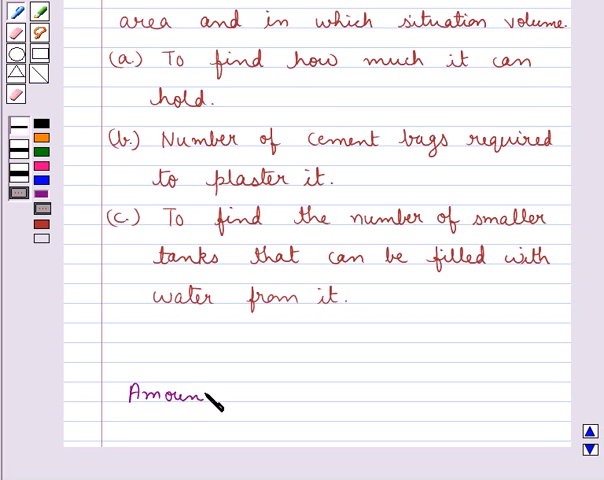 area and in which situation volume.
(a.) To find how much it can
hold.
(b.) Number of cement bags required
to plaster it.
(c.) To find the number of smaller
tanks that can be filled with
water from it.
Amoun